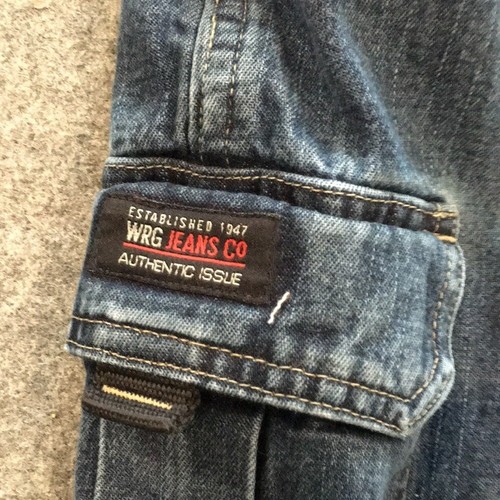 ESTABLISHED 1947
WRG JEANS CO
AUTHENTIC ISSUE